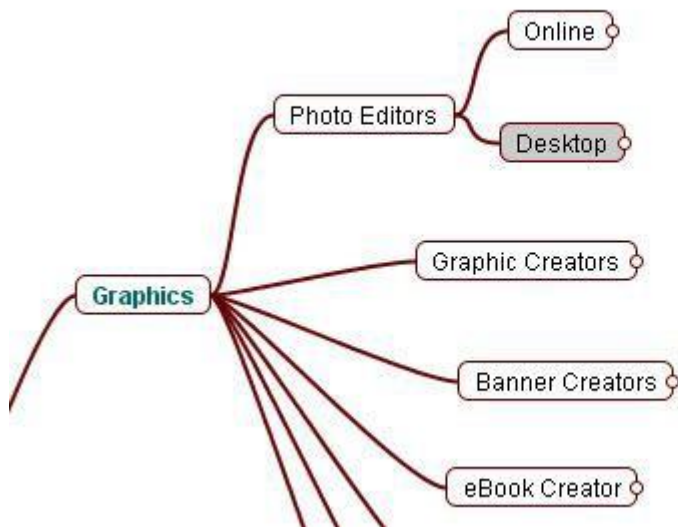 Online
Photo Editors
Desktop
Graphic Creators
Graphics
Banner Creators
eBook Creator